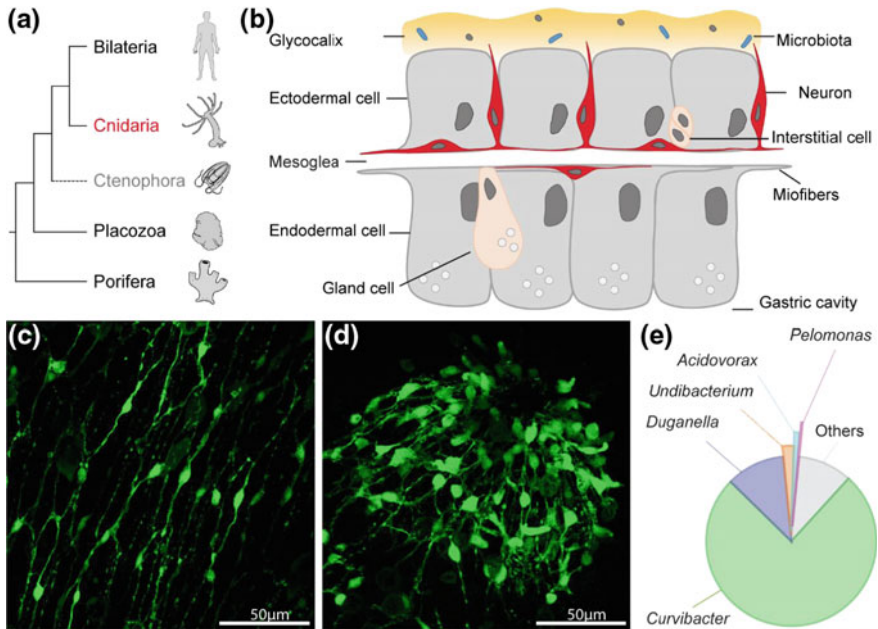 (a)
Bilateria
Cnidaria
Ctenophora
Placozoa
Porifera
(b)
Glycocalix
Ectodermal cell
Mesoglea
Endodermal cell
Gland cell
Microbiota
Neuron
Interstitial cell
Miofibers
Gastric cavity
(c)
50µm
(d)
50µm
(e)
Pelomonas
Acidovorax
Undibacterium
Duganella
Others
Curvibacter